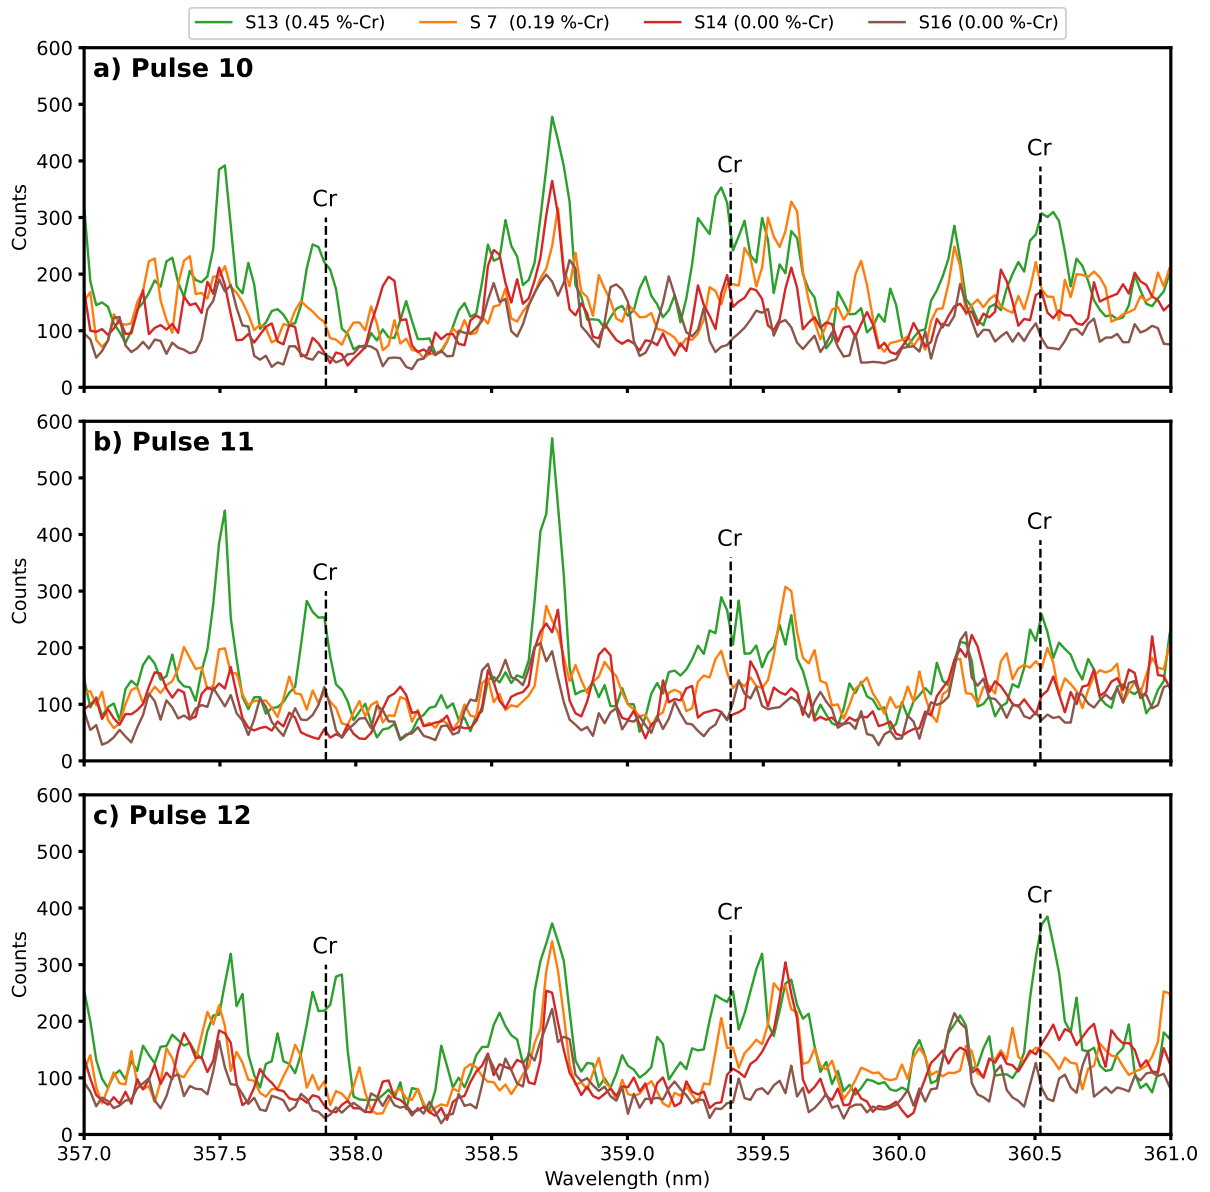 S13 (0.45 %-Cr) S 7 (0.19 %-Cr) S14 (0.00 %-Cr) S16 (0.00 %-Cr)
a) Pulse 10
600
500
400
300
200
100
0
Counts
Cr
Cr
Cr
b) Pulse 11
600
500
400
300
200
100
0
Counts
Cr
Cr
Cr
c) Pulse 12
600
500
400
300
200
100
0
Counts
Cr
Cr
Cr
357.0 357.5 358.0 358.5 359.0 359.5 360.0 360.5 361.0
Wavelength (nm)